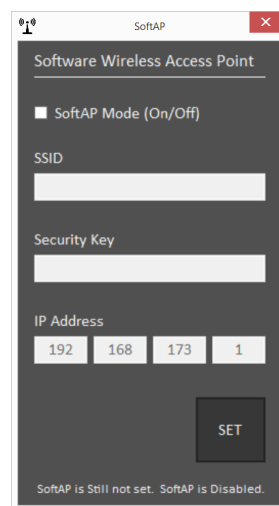 SoftAP
Software Wireless Access Point
SoftAP Mode (On/Off)
SSID
Security Key
IP Address
192 168 173 1
SET
SoftAP is Still not set. SoftAP is Disabled.